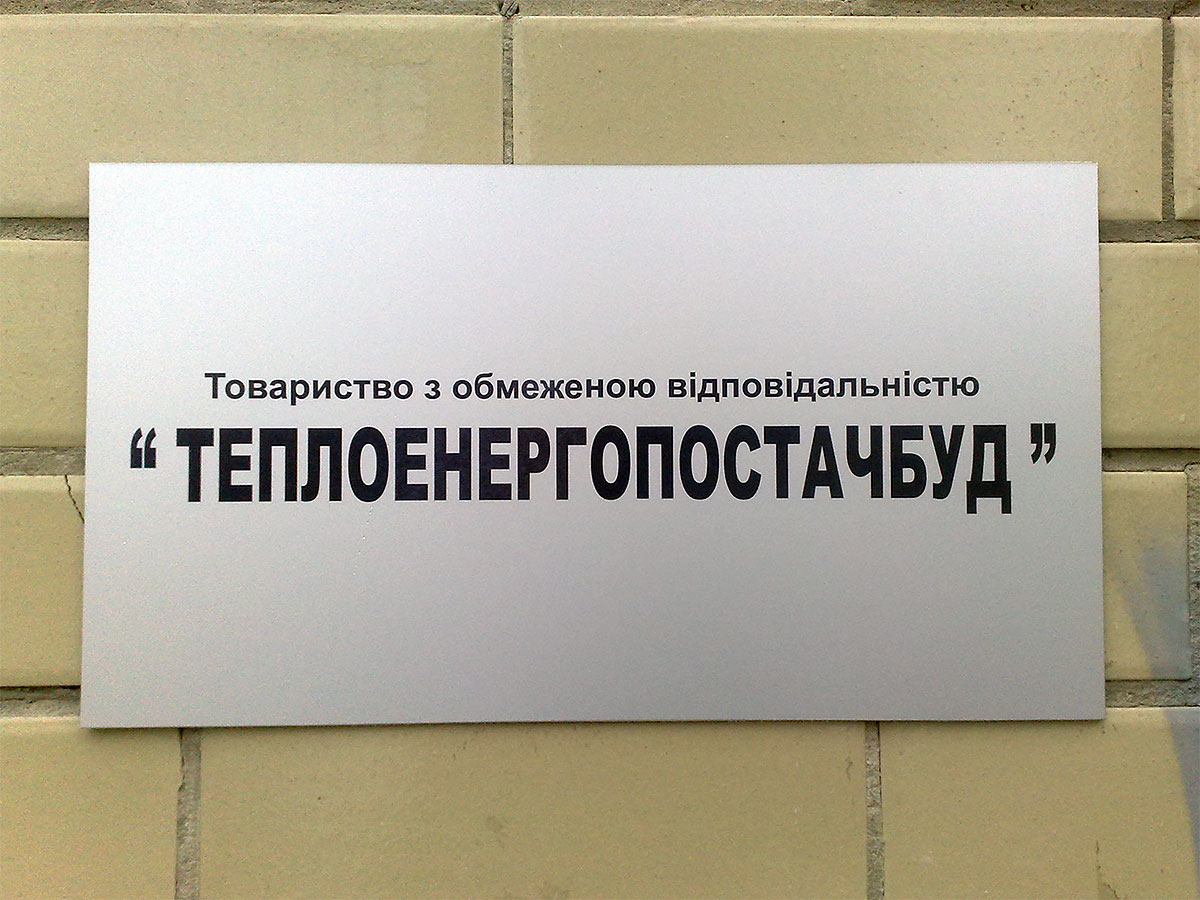 Товариство з обмеженою відповідальністю
“ ТЕПЛОЕНЕРГОПОСТАЧБУД ”